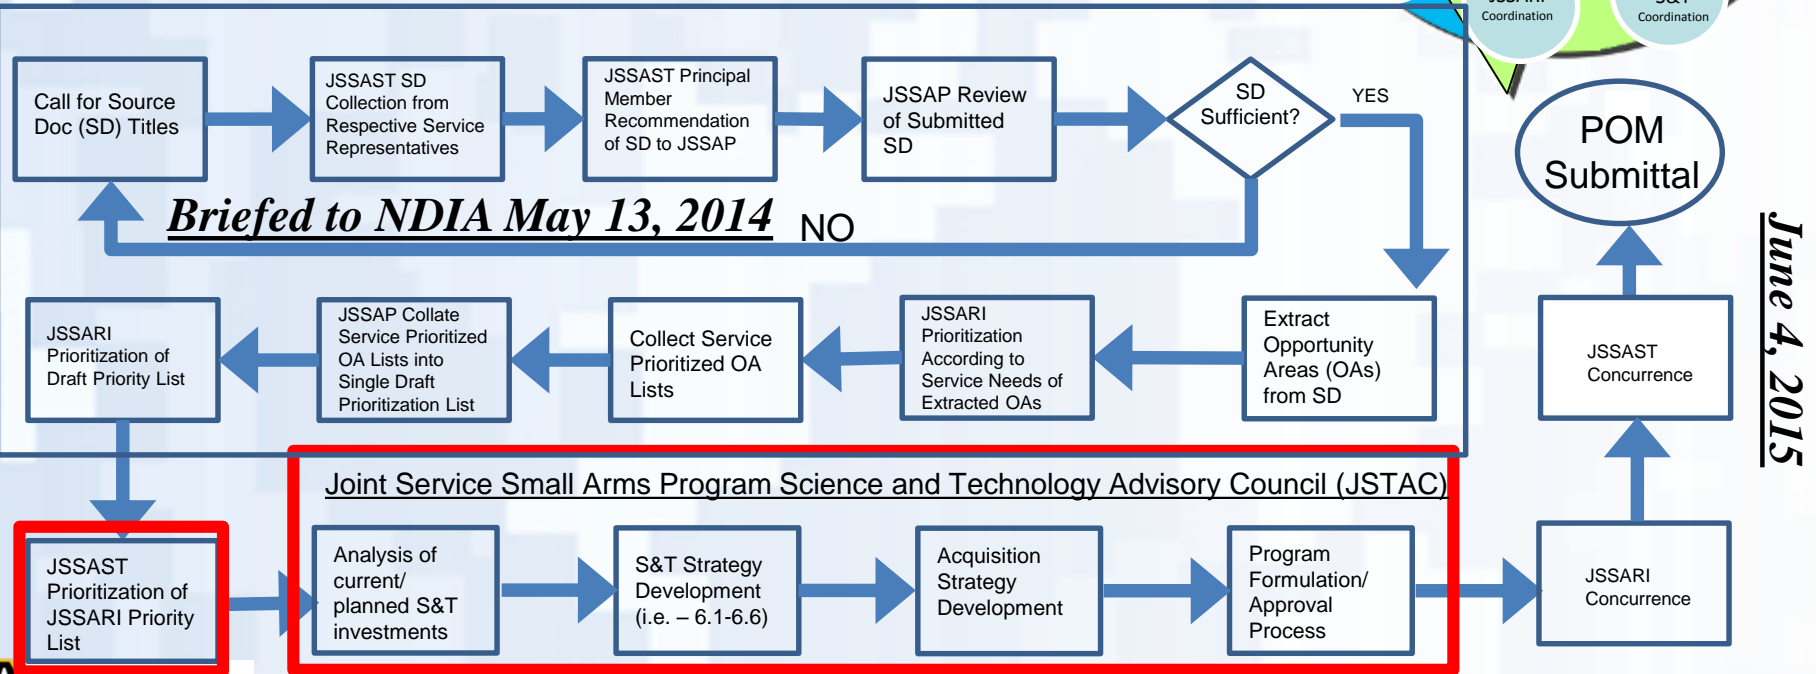 Coordination
S&T
Coordination
Call for Source
Doc (SD) Titles
JSSAST SD
Collection from
Respective Service
Representatives
JSSAST Principal
Member
Recommendation
of SD to JSSAP
JSSAP Review
of Submitted
SD
SD
Sufficient?
YES
POM
Submittal
Briefed to NDIA May 13, 2014
NO
June 4, 2015
JSSARI
Prioritization of
Draft Priority List
JSSAP Collate
Service Prioritized
OA Lists into
Single Draft
Prioritization List
Collect Service
Prioritized OA
Lists
JSSARI
Prioritization
According to
Service Needs of
Extracted OAs
Extract
Opportunity
Areas (OAs)
from SD
JSSAST
Concurrence
Joint Service Small Arms Program Science and Technology Advisory Council (JSTAC)
JSSAST
Prioritization of
JSSARI Priority
List
Analysis of
current/
planned S&T
investments
S&T Strategy
Development
(i.e. – 6.1-6.6)
Acquisition
Strategy
Development
Program
Formulation/
Approval
Process
JSSARI
Concurrence